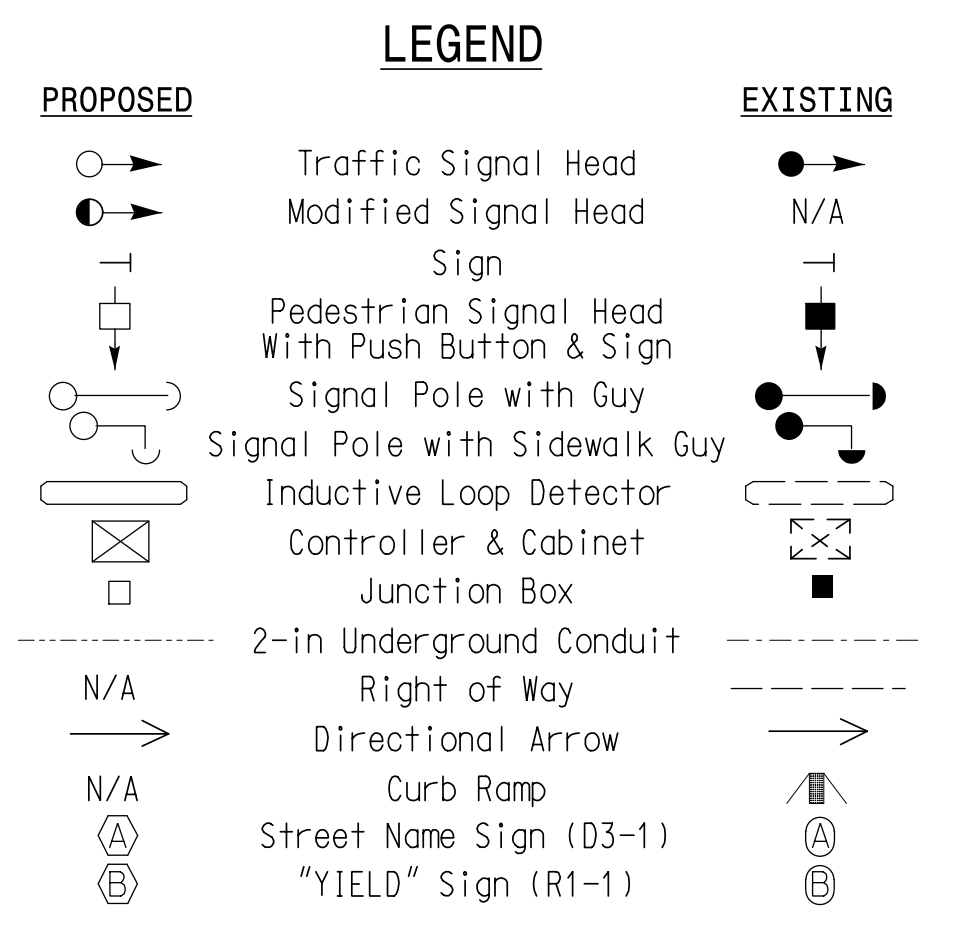 LEGEND
PROPOSED EXISTING
Traffic Signal Head
Modified Signal Head N/A
Sign
Pedestrian Signal Head
With Push Button & Sign
Signal Pole with Guy
Signal Pole with Sidewalk Guy
Inductive Loop Detector
Controller & Cabinet
Junction Box
2-in Underground Conduit
N/A Right of Way
Directional Arrow
N/A Curb Ramp
A Street Name Sign (D3-1) A
B "YIELD" Sign (R1-1) B